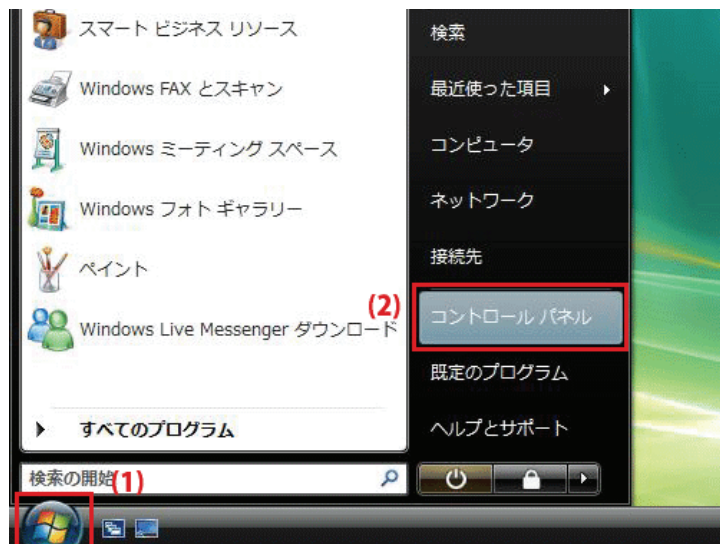 スマート ビジネス リソース
Windows FAX とスキャン
Windows ミーティング スペース
Windows フォト ギャラリー
ペイント
Windows Live Messenger ダウンロード
すべてのプログラム
検索の開始
(1)
検索
最近使った項目
コンピュータ
ネットワーク
接続先
(2)
コントロール パネル
既定のプログラム
ヘルプとサポート